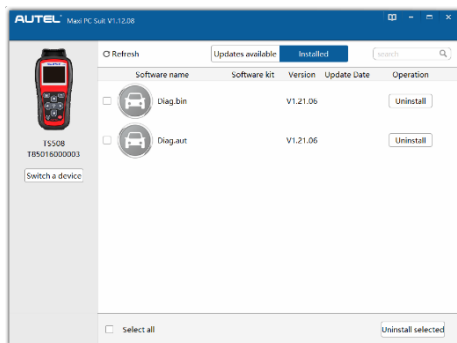 AUTEL Maxi PC Suit V1.12.08
Refresh
Updates available
Installed
search
Software name Software kit Version Update Date Operation
Diag.bin V1.21.06 Uninstall
Diag.aut V1.21.06 Uninstall
TS508
T85016000003
Switch a device
Select all
Uninstall selected